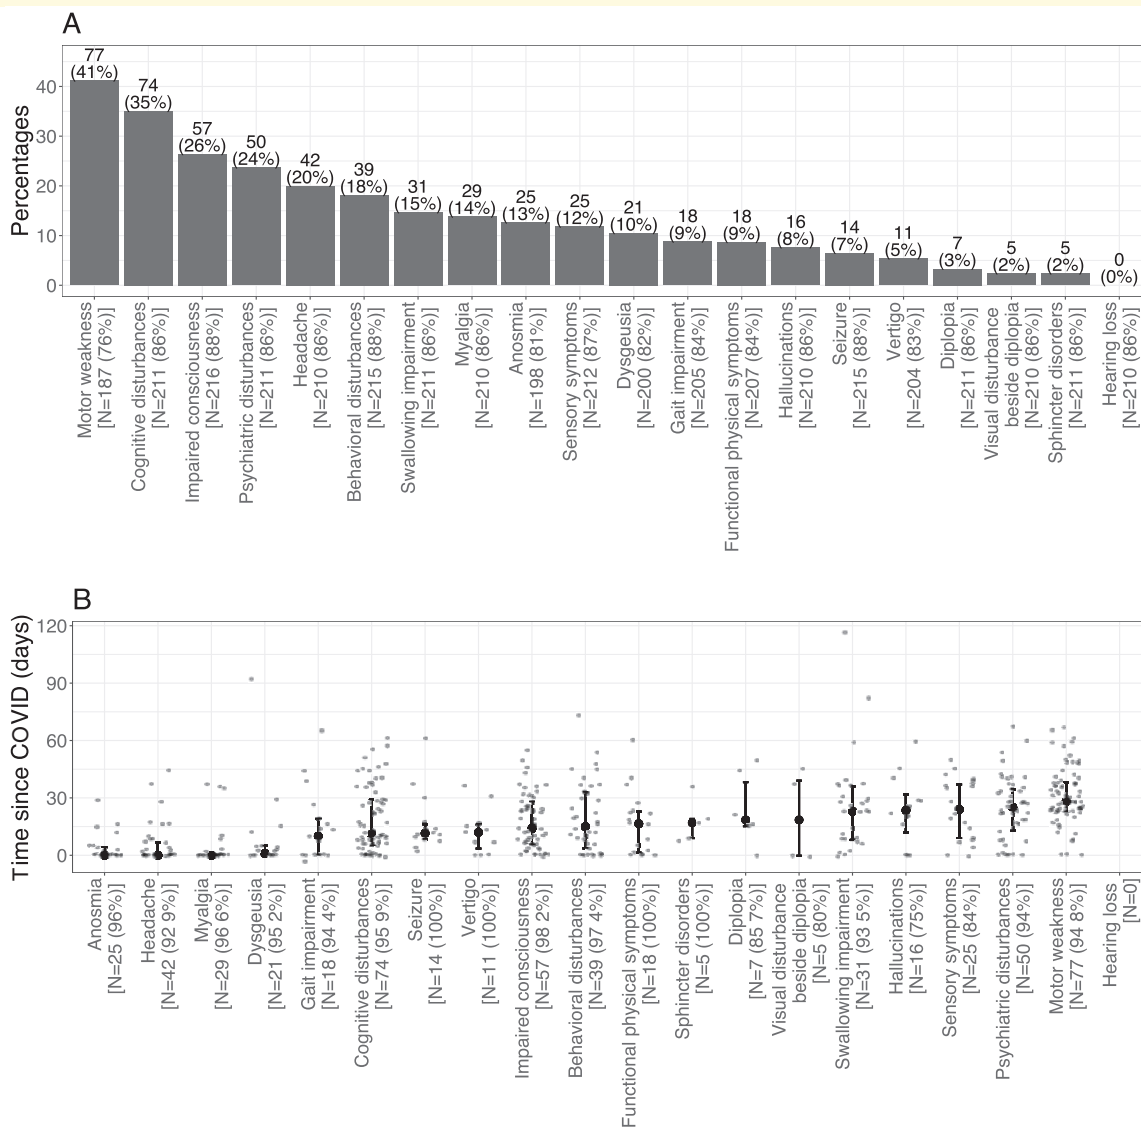 A
Percentages
40
30
20
10
0
77
(41%)
74
(35%)
57
(26%)
50
(24%)
42
(20%)
39
(18%)
31
(15%)
29
(14%)
25
(13%)
25
(12%)
21
(10%)
18
(9%)
18
(9%)
16
(8%)
14
(7%)
11
(5%)
7
(3%)
5
(2%)
5
(2%)
0
(0%)
Motor weakness
[N=187 (76%)]
Cognitive disturbances
[N=211 (86%)]
Impaired consciousness
[N=216 (88%)]
Psychiatric disturbances
[N=211 (86%)]
Headache
[N=210 (86%)]
Behavioral disturbances
[N=215 (88%)]
Swallowing impairment
[N=211 (86%)]
Myalgia
[N=210 (86%)]
Anosmia
[N=198 (81%)]
Sensory symptoms
[N=212 (87%)]
Dysgeusia
[N=200 (82%)]
Gait impairment
[N=205 (84%)]
Functional physical symptoms
[N=207 (84%)]
Hallucinations
[N=210 (86%)]
Seizure
[N=215 (88%)]
Vertigo
[N=204 (83%)]
Diplopia
[N=211 (86%)]
Visual disturbance
beside diplopia
[N=210 (86%)]
Sphincter disorders
[N=211 (86%)]
Hearing loss
[N=210 (86%)]
B
Time since COVID (days)
120
90
60
30
0
Anosmia
[N=25 (96%)]
Headache
[N=42 (92 9%)]
Myalgia
[N=29 (96 6%)]
Dysgeusia
[N=21 (95 2%)]
Gait impairment
[N=18 (94 4%)]
Cognitive disturbances
[N=74 (95 9%)]
Seizure
[N=14 (100%)]
Vertigo
[N=11 (100%)]
Impaired consciousness
[N=57 (98 2%)]
Behavioral disturbances
[N=39 (97 4%)]
Functional physical symptoms
[N=18 (100%)]
Sphincter disorders
[N=5 (100%)]
Diplopia
[N=7 (85 7%)]
Visual disturbance
beside diplopia
[N=5 (80%)]
Swallowing impairment
[N=31 (93 5%)]
Hallucinations
[N=16 (75%)]
Sensory symptoms
[N=25 (84%)]
Psychiatric disturbances
[N=50 (94%)]
Motor weakness
[N=77 (94 8%)]
Hearing loss
[N=0]